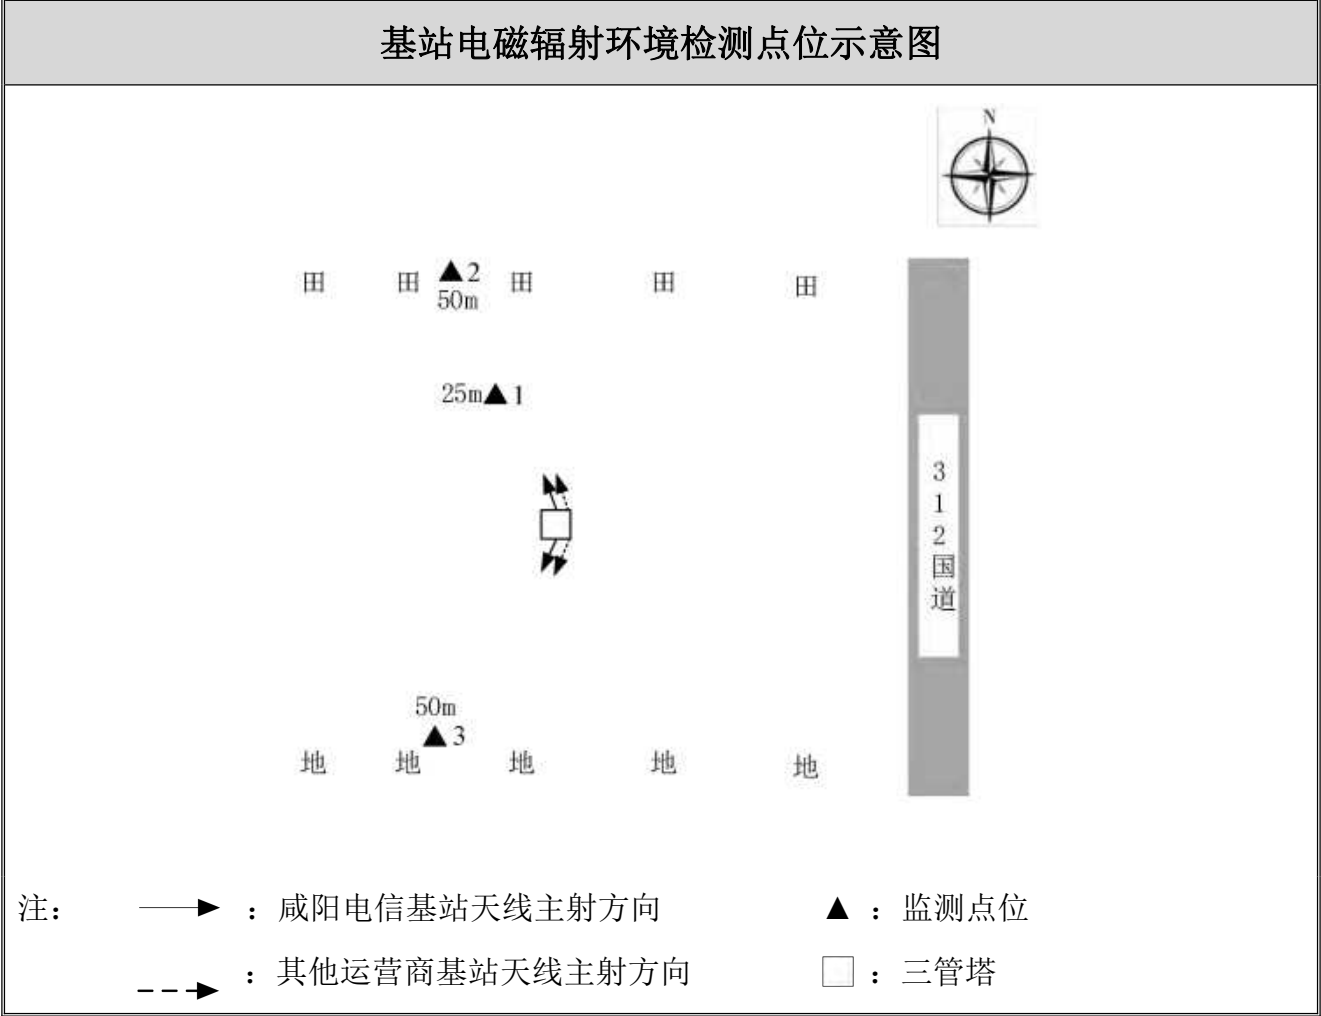 基站电磁辐射环境检测点位示意图
N
田 田 ▲2 田 田 田
50m
25m▲1
312国道
50m
▲3
地 地 地 地 地
注： ：咸阳电信基站天线主射方向 ▲：监测点位
：其他运营商基站天线主射方向 ：三管塔